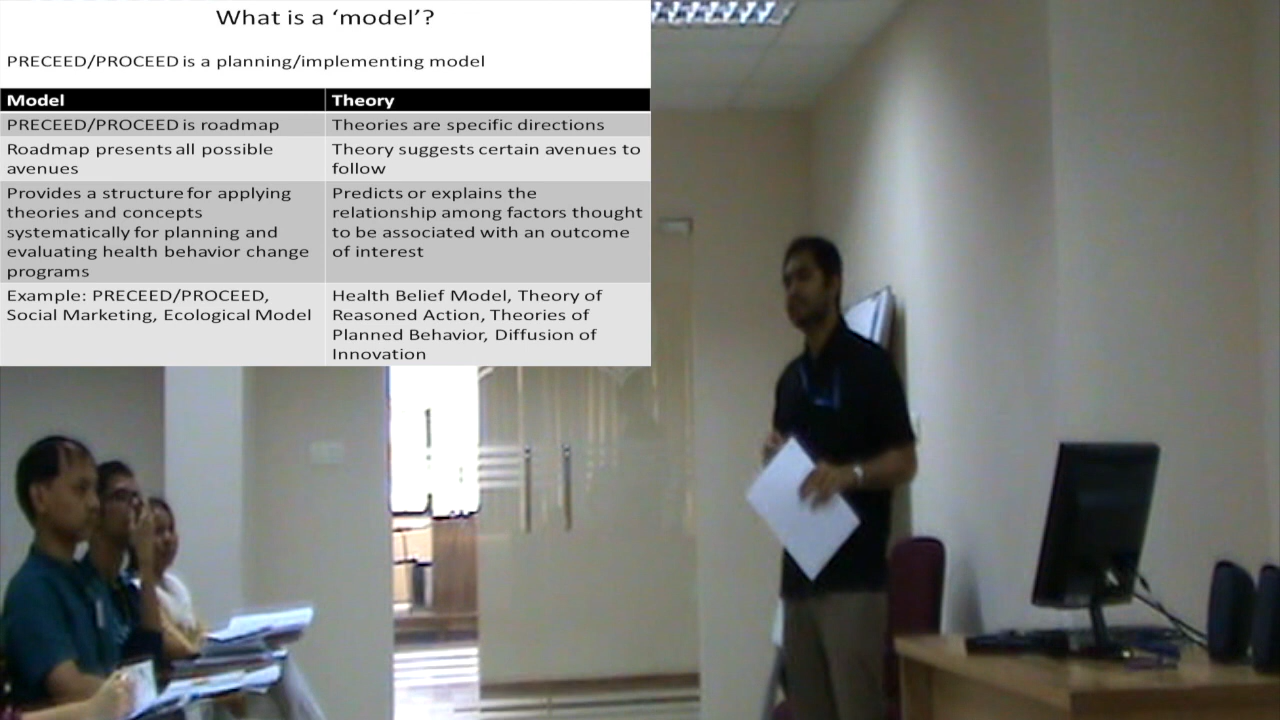 What is a ‘model’?
PRECEED/PROCEED is a planning/implementing model
Model
Theory
PRECEED/PROCEED is roadmap
Theories are specific directions
Roadmap presents all possible
avenues
Theory suggests certain avenues to
follow
Provides a structure for applying
theories and concepts
systematically for planning and
evaluating health behavior change
programs
Predicts or explains the
relationship among factors thought
to be associated with an outcome
of interest
Example: PRECEED/PROCEED,
Social Marketing, Ecological Model
Health Belief Model, Theory of
Reasoned Action, Theories of
Planned Behavior, Diffusion of
Innovation